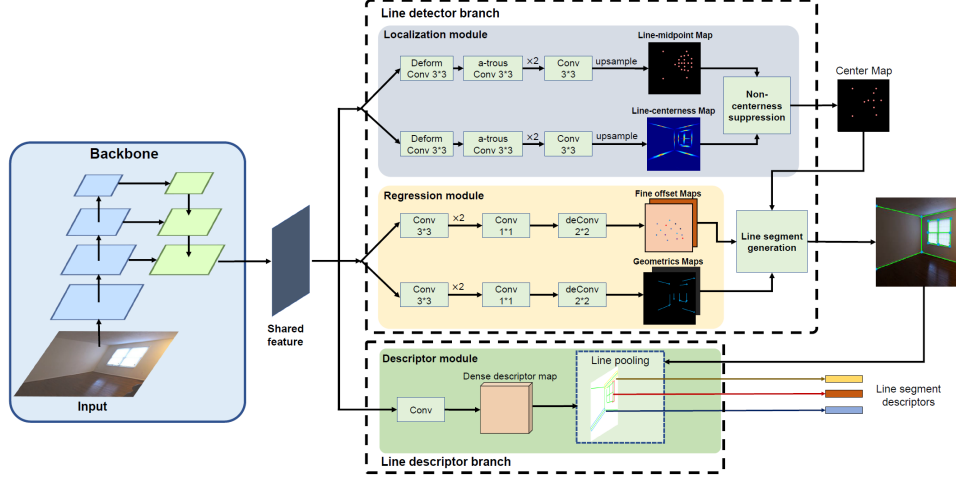 Line detector branch
Localization module
Deform
Conv 3*3
a-trous
Conv 3*3
×2
Conv
3*3
upsample
Line-midpoint Map
Deform
Conv 3*3
a-trous
Conv 3*3
×2
Conv
3*3
upsample
Line-centerness Map
Non-
centerness
suppression
Center Map
Backbone
Input
Shared
feature
Regression module
Conv
3*3
×2
Conv
1*1
deConv
2*2
Fine offset Maps
Conv
3*3
×2
Conv
1*1
deConv
2*2
Geometrics Maps
Line segment
generation
Descriptor module
Conv
Dense descriptor map
Line pooling
Line segment
descriptors
Line descriptor branch